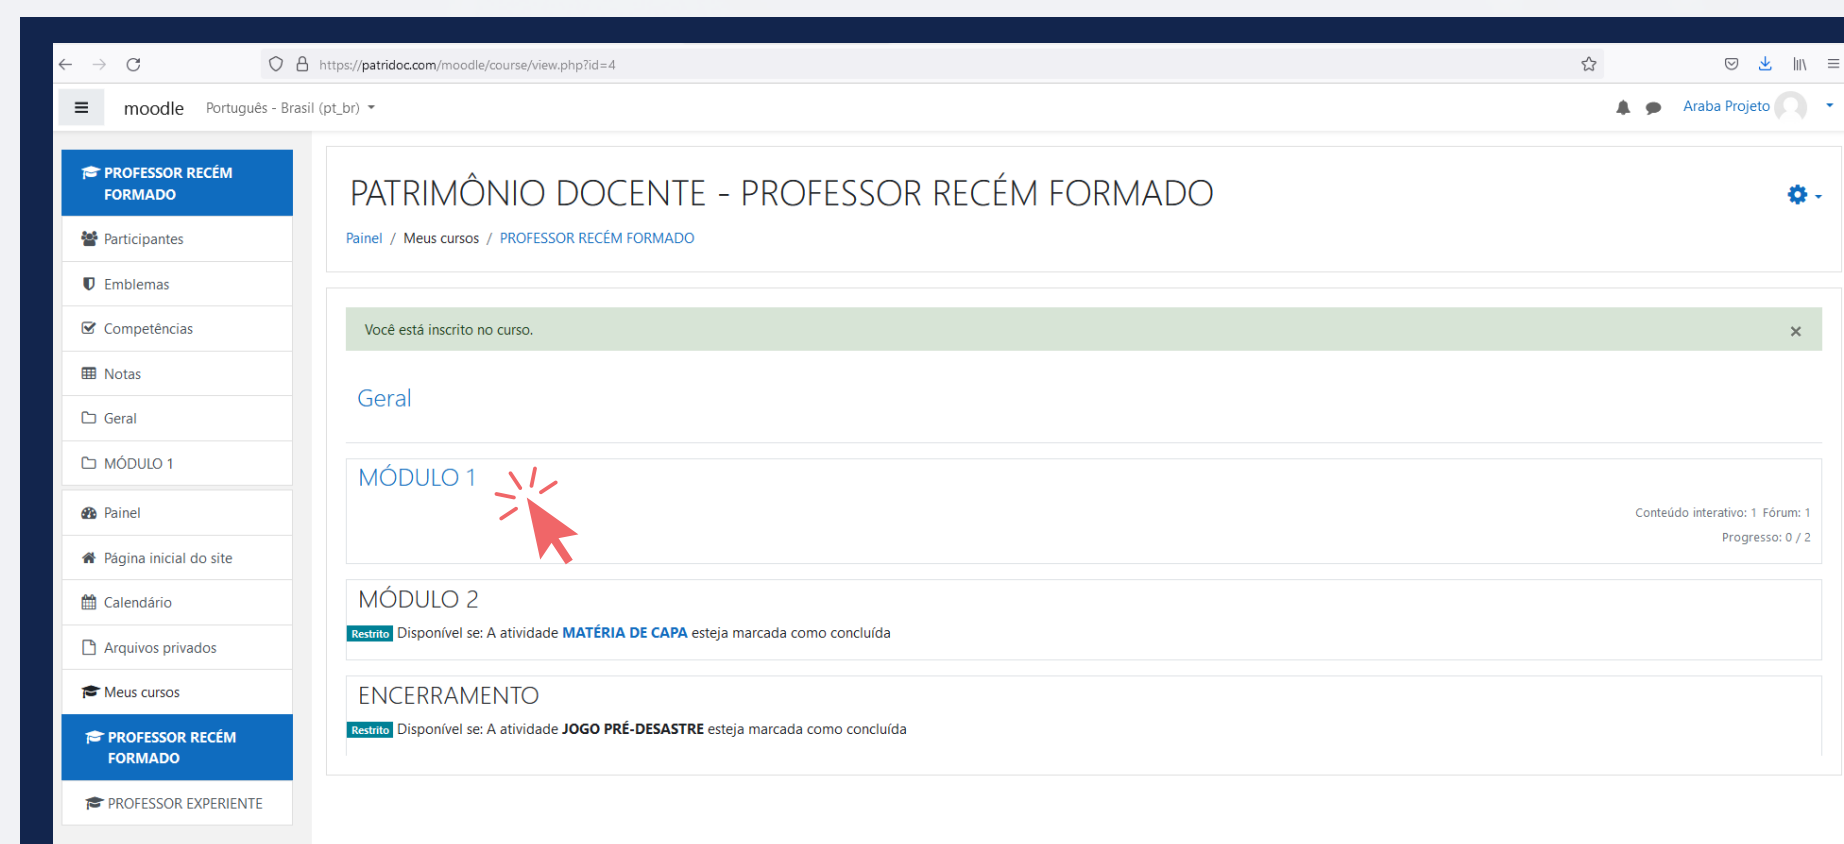 https://patridoc.com/moodle/course/view.php?id=4
moodle Português - Brasil (pt_br)
Araba Projeto
PROFESSOR RECÉM
FORMADO
Participantes
Emblemas
Competências
Notas
Geral
MÓDULO 1
Painel
Página inicial do site
Calendário
Arquivos privados
Meus cursos
PROFESSOR RECÉM
FORMADO
PROFESSOR EXPERIENTE
PATRIMÔNIO DOCENTE - PROFESSOR RECÉM FORMADO
Painel / Meus cursos / PROFESSOR RECÉM FORMADO
Você está inscrito no curso.
Geral
MÓDULO 1
Conteúdo interativo: 1 Fórum: 1
Progresso: 0 / 2
MÓDULO 2
Restrito Disponível se: A atividade MATÉRIA DE CAPA esteja marcada como concluída
ENCERRAMENTO
Restrito Disponível se: A atividade JOGO PRÉ-DESASTRE esteja marcada como concluída